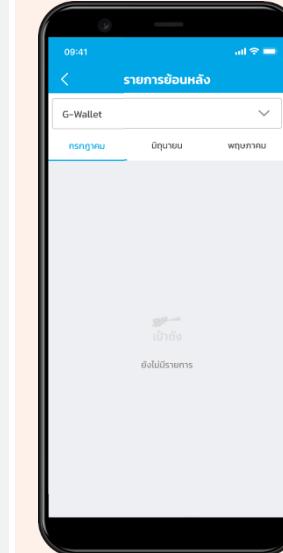 09:41
รายการย้อนหลัง
G-Wallet
กรกฎาคม มิถุนายน พฤษภาคม
เป๋าตัง
ยังไม่มีรายการ